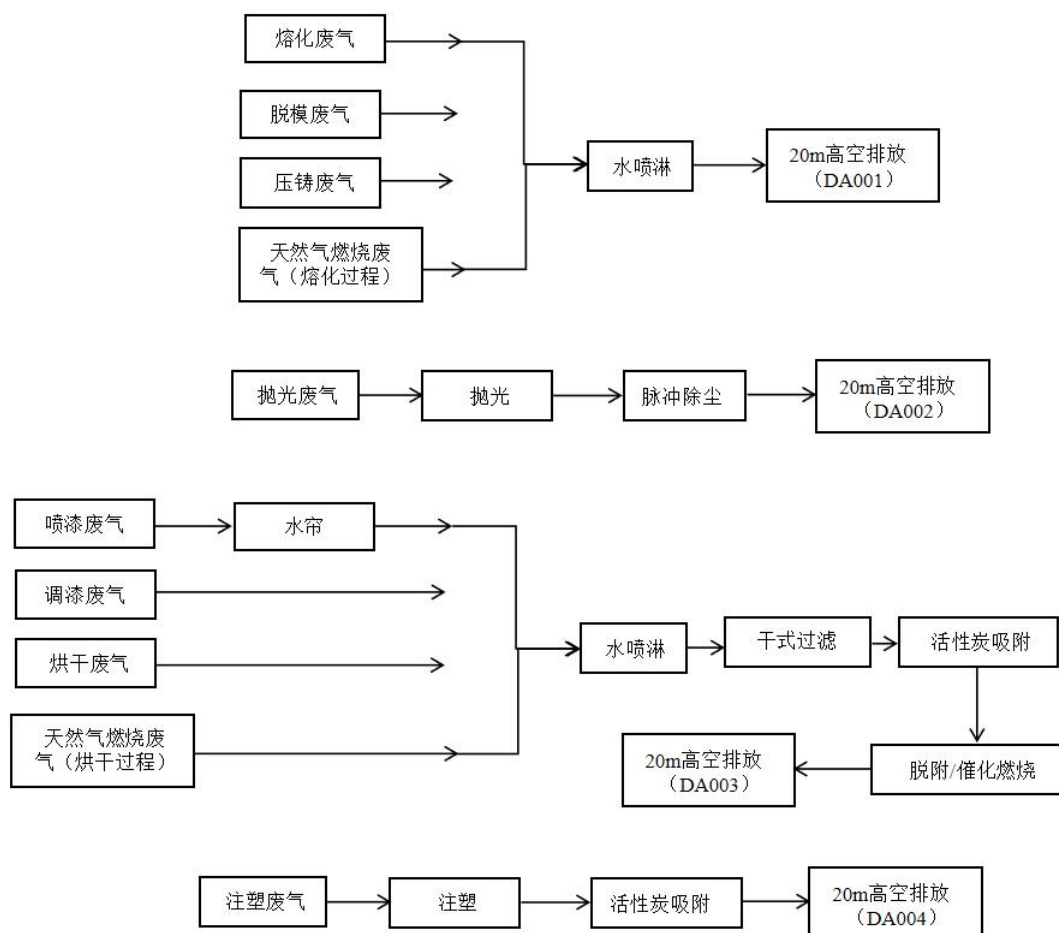 熔化废气
脱模废气
压铸废气
天然气燃烧废
气（熔化过程）
水喷淋
20m高空排放
（DA001）
抛光废气
抛光
脉冲除尘
20m高空排放
（DA002）
喷漆废气
水帘
调漆废气
烘干废气
天然气燃烧废
气（烘干过程）
水喷淋
干式过滤
活性炭吸附
脱附/催化燃烧
20m高空排放
（DA003）
注塑废气
注塑
活性炭吸附
20m高空排放
（DA004）